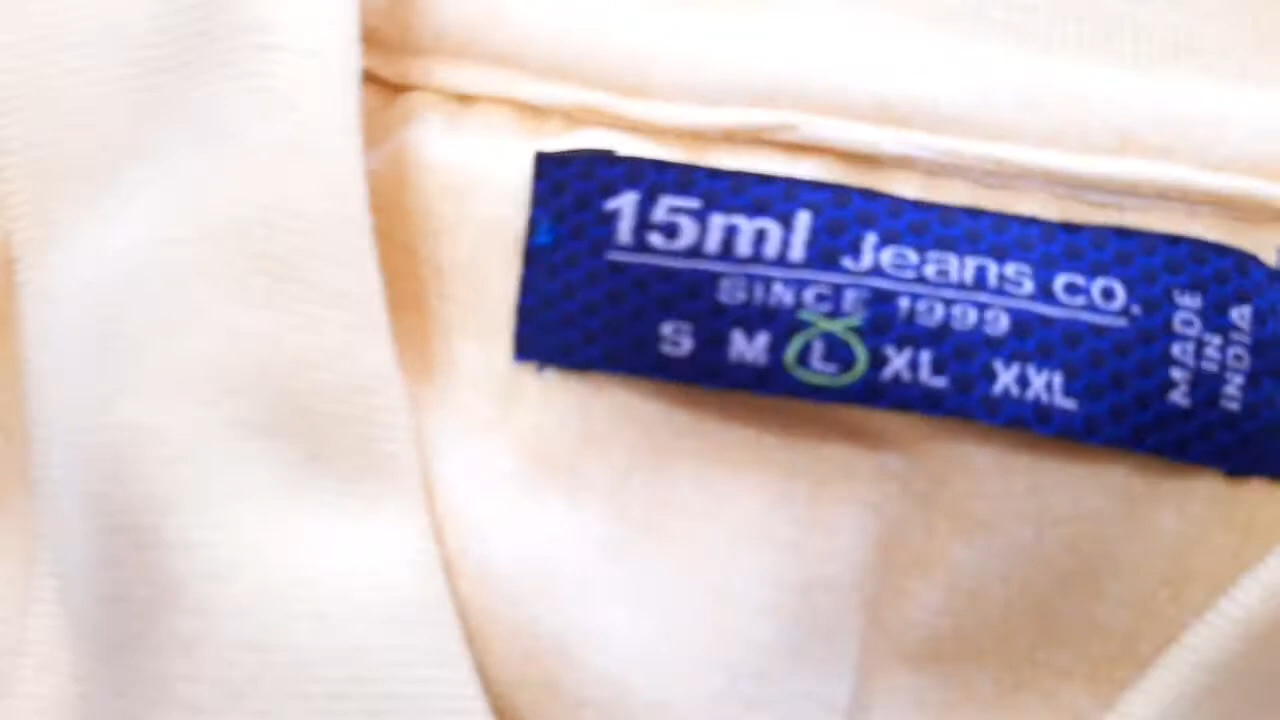 15ml Jeans co.
SINCE 1999
S M L XL XXL
MADE
IN
INDIA